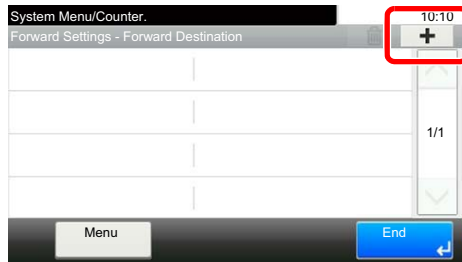 System Menu/Counter.
10:10
Forward Settings - Forward Destination
+
1/1
Menu
End